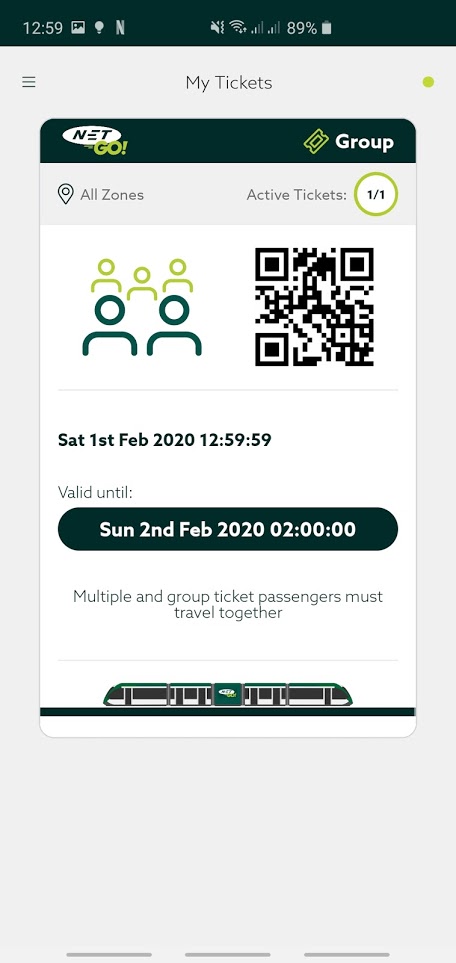 12:59 N 89%
My Tickets
NET GO! Group
All Zones Active Tickets: 1/1
Sat 1st Feb 2020 12:59:59
Valid until:
Sun 2nd Feb 2020 02:00:00
Multiple and group ticket passengers must
travel together
NET GO!